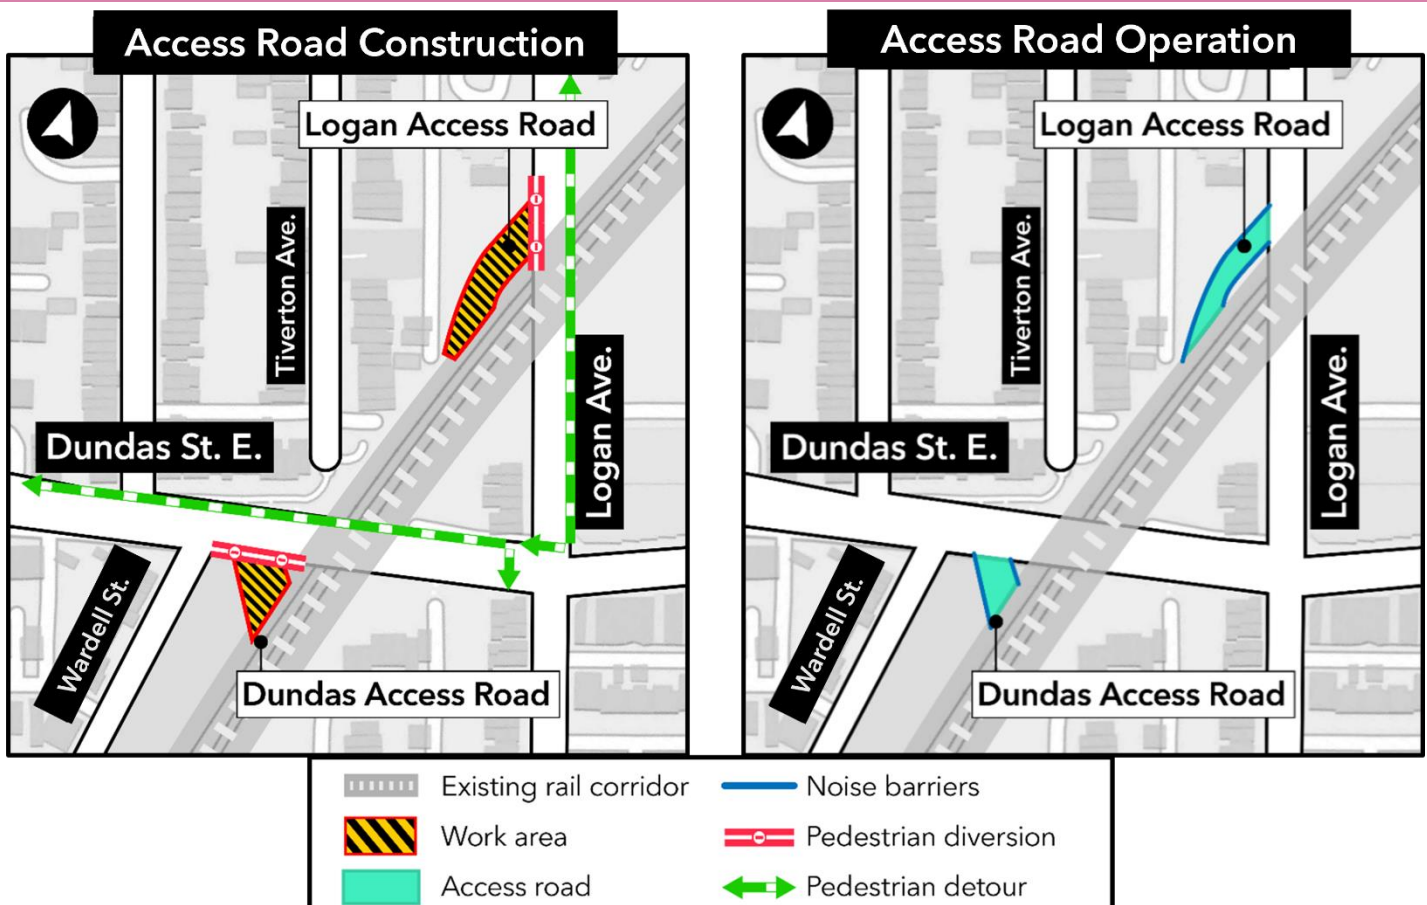 Access Road Construction
Logan Access Road
Tiverton Ave.
Logan Ave.
Dundas St. E.
Wardell St.
Dundas Access Road
Access Road Operation
Logan Access Road
Tiverton Ave.
Logan Ave.
Dundas St. E.
Wardell St.
Dundas Access Road
Existing rail corridor
Work area
Access road
Noise barriers
Pedestrian diversion
Pedestrian detour